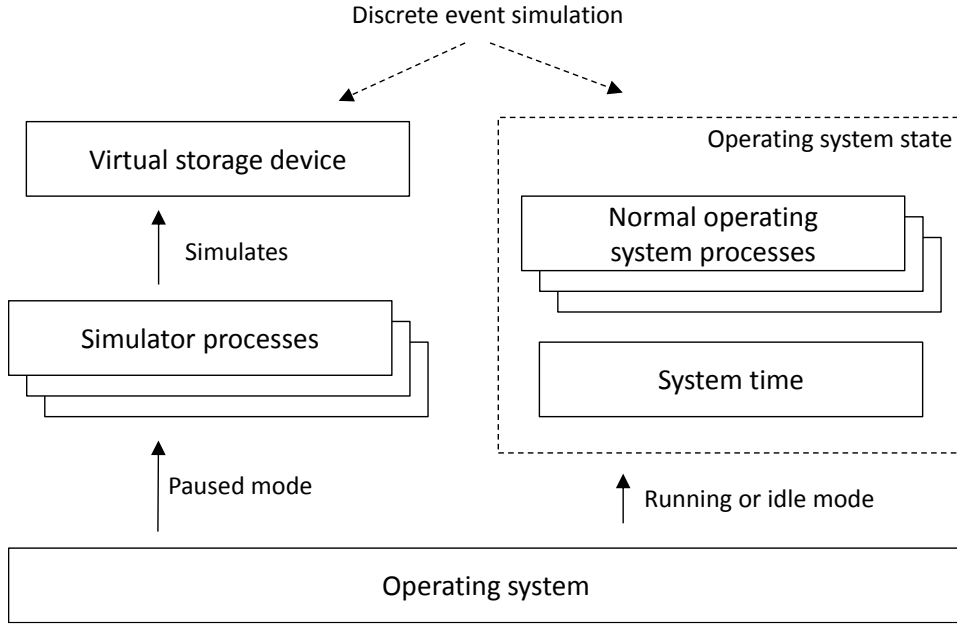 Discrete event simulation
Virtual storage device
Operating system state
Normal operating
system processes
Simulates
Simulator processes
System time
Paused mode
Running or idle mode
Operating system